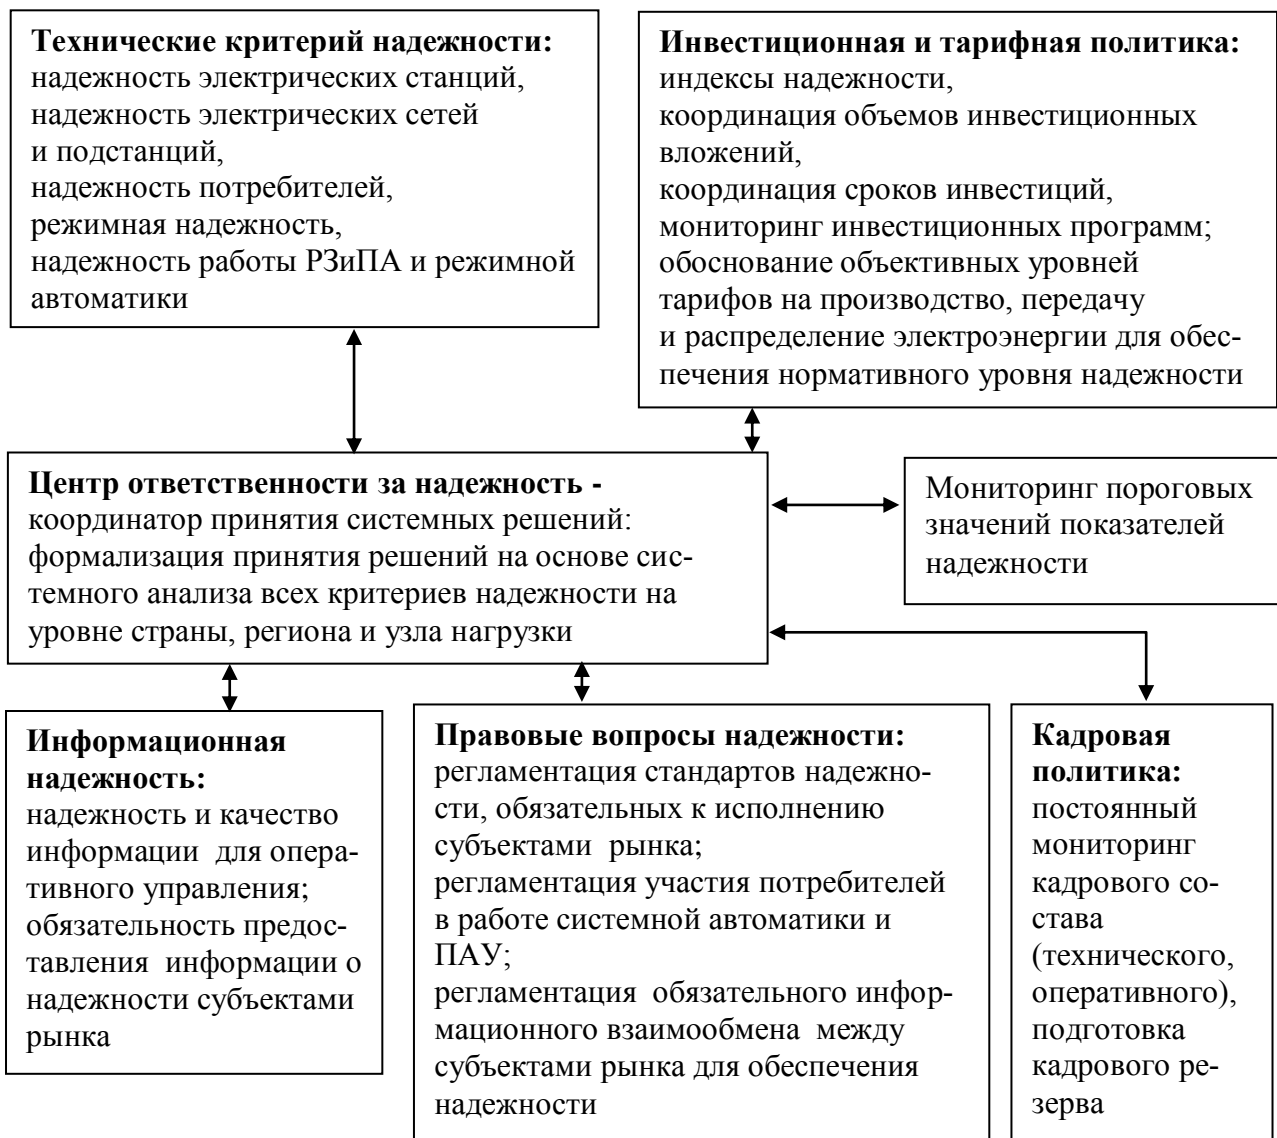 Технические критерий надежности:
надежность электрических станций,
надежность электрических сетей
и подстанций,
надежность потребителей,
режимная надежность,
надежность работы РЗиПА и режимной
автоматики
Инвестиционная и тарифная политика:
индексы надежности,
координация объемов инвестиционных
вложений,
координация сроков инвестиций,
мониторинг инвестиционных программ;
обоснование объективных уровней
тарифов на производство, передачу
и распределение электроэнергии для обес-
печения нормативного уровня надежности
Центр ответственности за надежность -
координатор принятия системных решений:
формализация принятия решений на основе сис-
темного анализа всех критериев надежности на
уровне страны, региона и узла нагрузки
Мониторинг пороговых
значений показателей
надежности
Информационная
надежность:
надежность и качество
информации для опера-
тивного управления;
обязательность предос-
тавления информации о
надежности субъектами
рынка
Правовые вопросы надежности:
регламентация стандартов надежно-
сти, обязательных к исполнению
субъектами рынка;
регламентация участия потребителей
в работе системной автоматики и
ПАУ;
регламентация обязательного инфор-
мационного взаимообмена между
субъектами рынка для обеспечения
надежности
Кадровая
политика:
постоянный
мониторинг
кадрового со-
става
(технического,
оперативного),
подготовка
кадрового ре-
зерва